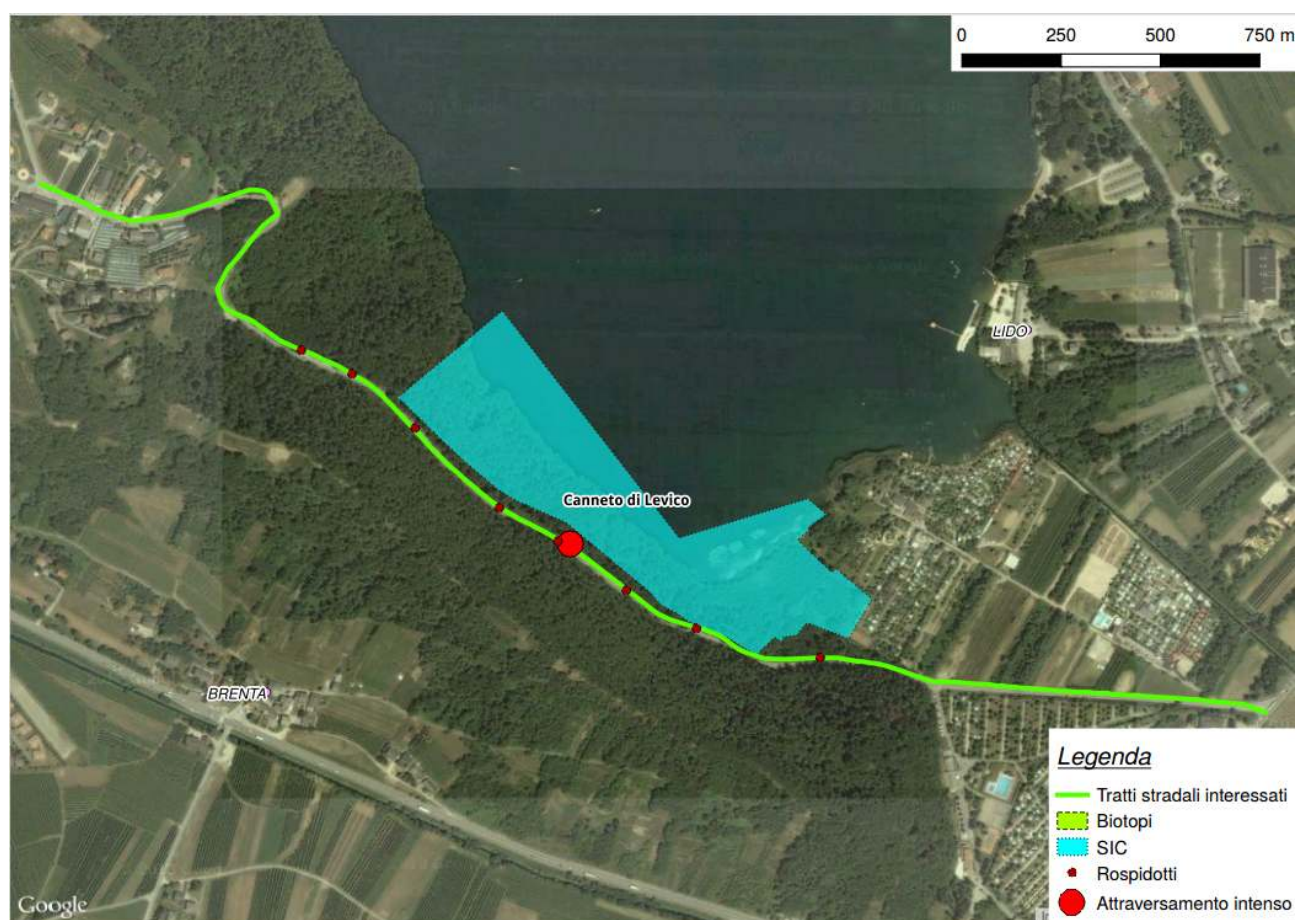 0 250 500 750 m
LIDO
Canneto di Levico
BRENTA
Legenda
Tratti stradali interessati
Biotopi
SIC
Rospidotti
Attraversamento intenso
Google